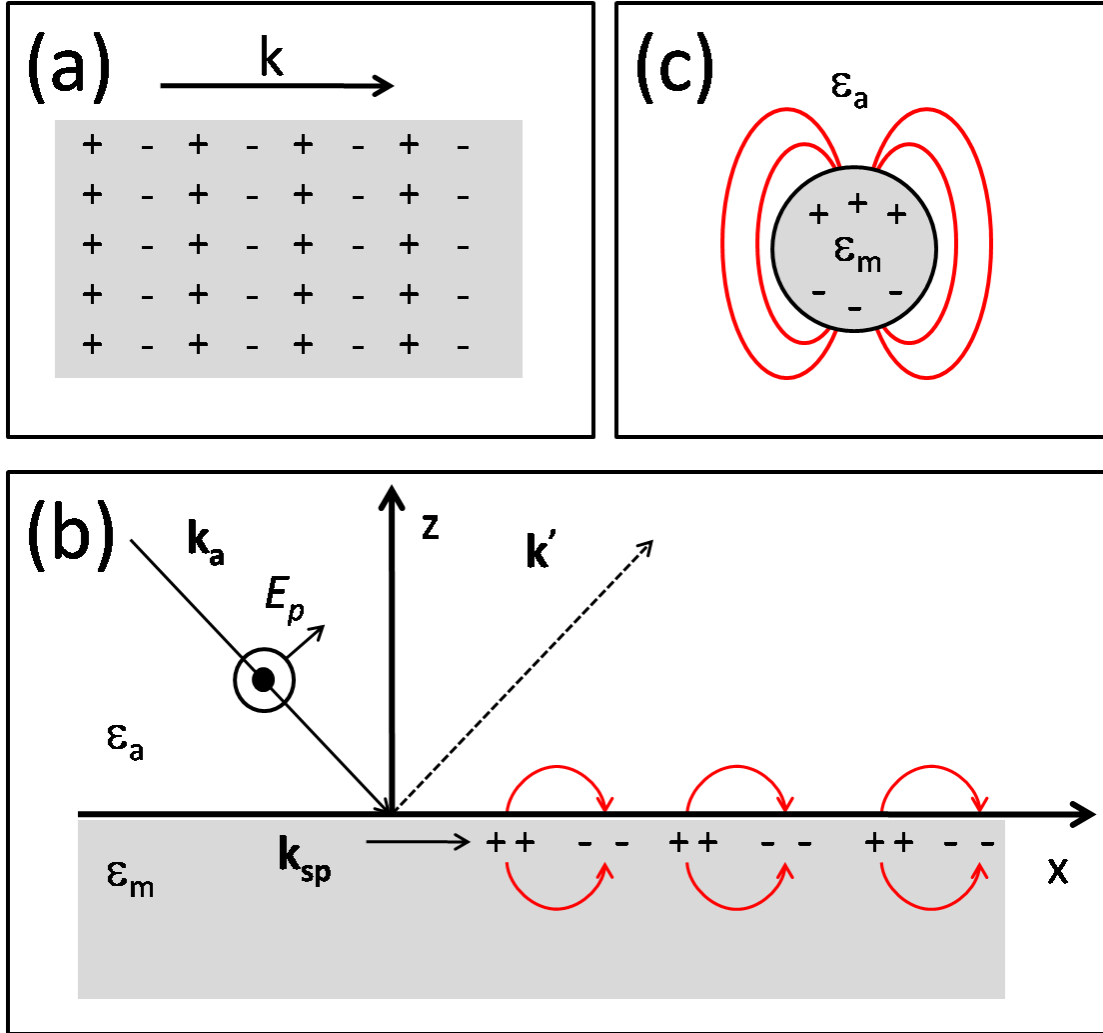 (a)
k
+ - + - + - + -
+ - + - + - + -
+ - + - + - + -
+ - + - + - + -
+ - + - + - + -
(c)
εa
+ + +
εm
- - -
(b)
ka
z
k'
Ep
εa
ksp
++ - - ++ - - ++ - -
εm
x